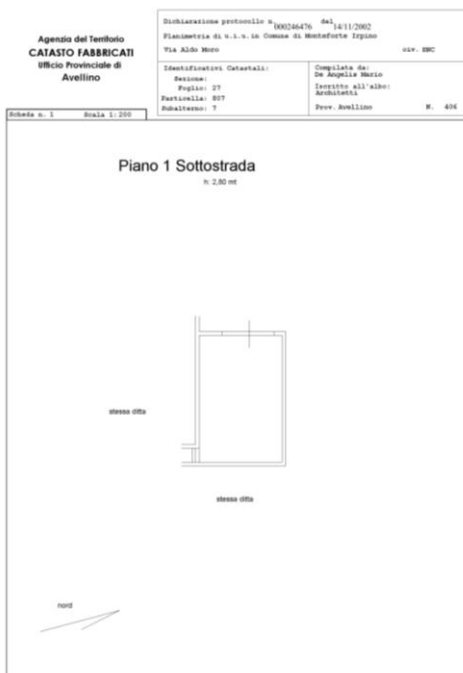 Agenzia del Territorio
CATASTO FABBRICATI
Ufficio Provinciale di
Avellino
Dichiarazione protocollo n. 000246476 del 14/11/2002
Planimetria di u.i.u. in Comune di Monteforte Irpino
Via Aldo Moro civ. SNC
Identificativi Catastali:
Sezione:
Foglio: 27
Particella: 807
Subalterno: 7
Compilata da:
De Angelis Mario
Iscritto all'albo:
Architetti
Prov. Avellino N. 406
Scheda n. 1 Scala 1:200
Piano 1 Sottostrada
h: 2,80 mt
stessa ditta
stessa ditta
nord